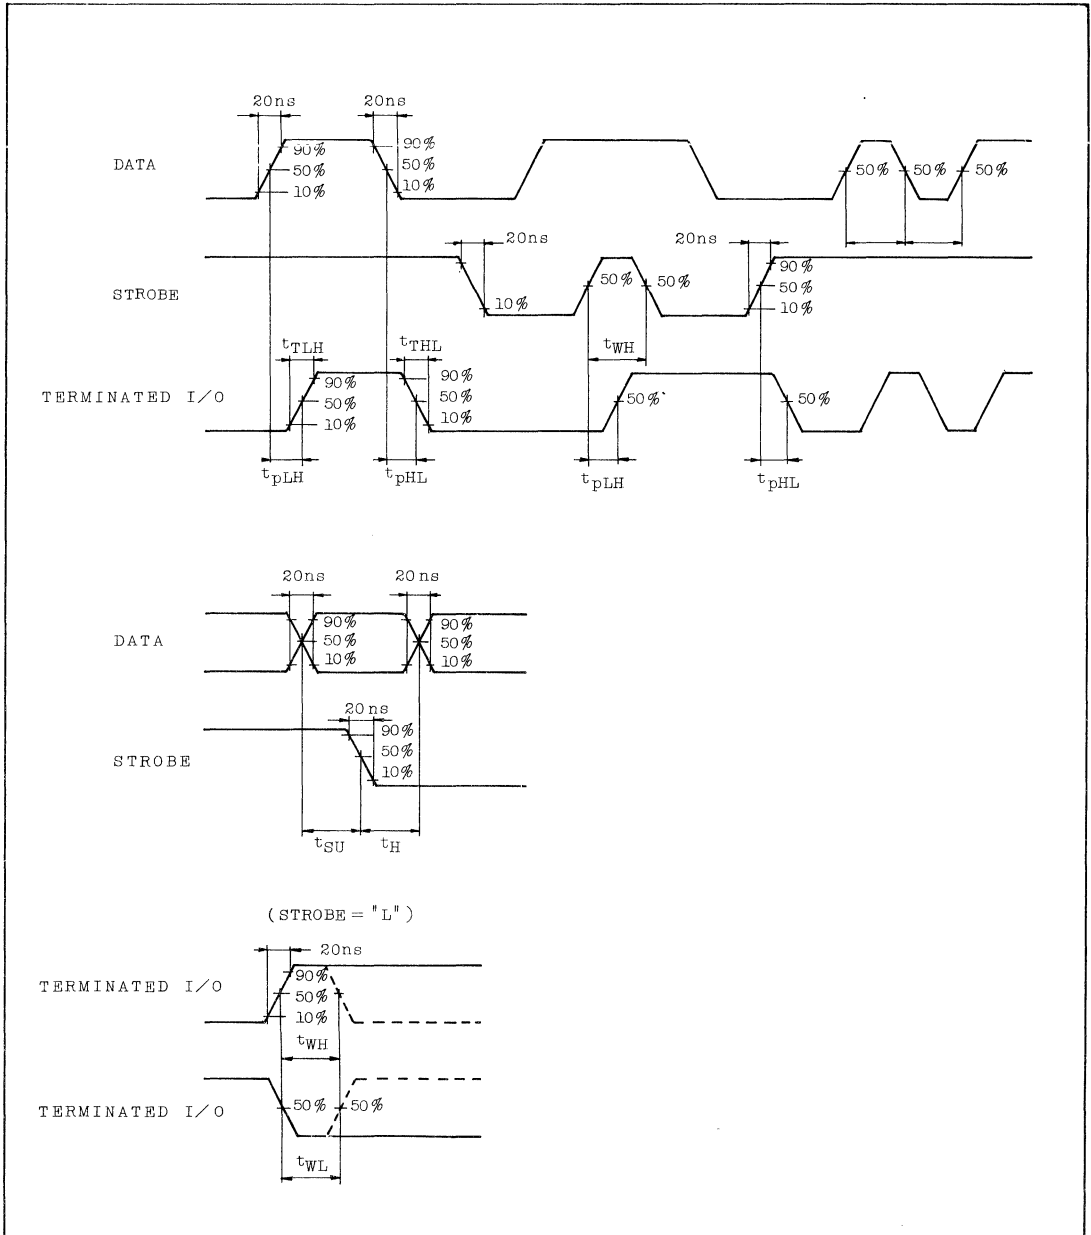 20ns 20ns
DATA
90% 90%
50% 50% 50% 50% 50%
10% 10%
20ns 20ns
STROBE
90%
50% 50% 50%
10% 10%
tTLH tTHL tWH
TERMINATED I/O
90% 90%
50% 50% 50% 50%
10% 10%
tpLH tpHL tpLH tpHL
20ns 20ns
DATA
90% 90%
50% 50%
10% 10%
20ns
STROBE
90%
50%
10%
tSU tH
(STROBE = "L")
20ns
TERMINATED I/O
90%
50%
10%
tWH
TERMINATED I/O
50% 50%
tWL